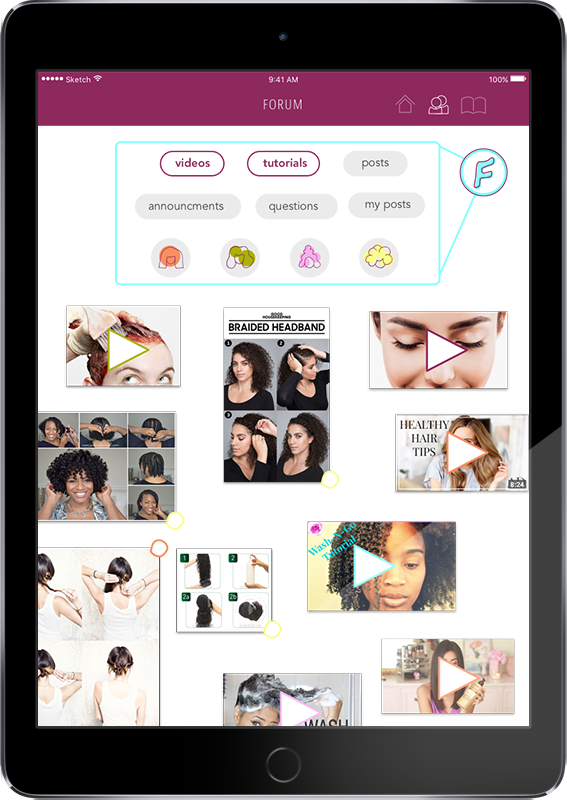 Sketch
9:41 AM
100%
FORUM
F
videos
tutorials
posts
announcments
questions
my posts
GOOD
HOUSEKEEPING
BRAIDED HEADBAND
1
2
3
HEALTHY
HAIR
TIPS
8:24
Wash-N-Go
Tutorial
1
2
2a
2b
WASH